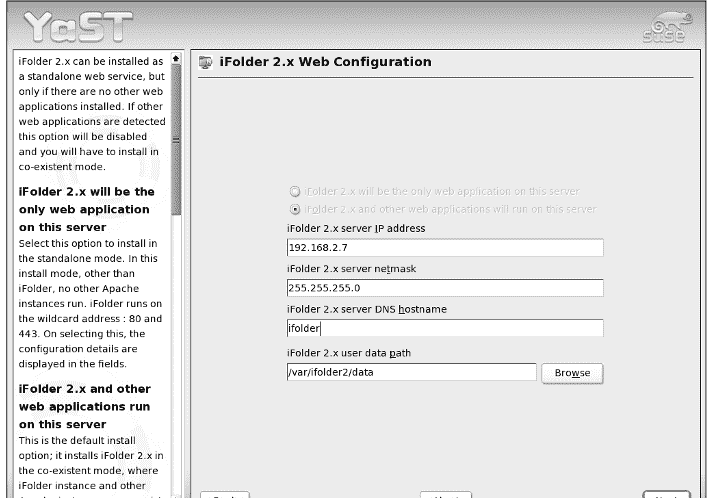 YaST
suse
iFolder 2.x can be installed as
a standalone web service, but
only if there are no other web
applications installed. If other
web applications are detected
this option will be disabled
and you will have to install in
co-existent mode.
iFolder 2.x will be the
only web application
on this server
Select this option to install in
the standalone mode. In this
install mode, other than
iFolder, no other Apache
instances run. iFolder runs on
the wildcard address : 80 and
443. On selecting this, the
configuration details are
displayed in the fields.
iFolder 2.x and other
web applications run
on this server
This is the default install
option; it installs iFolder 2.x in
the co-existent mode, where
iFolder instance and other
iFolder 2.x Web Configuration
iFolder 2.x will be the only web application on this server
iFolder 2.x and other web applications will run on this server
iFolder 2.x server IP address
192.168.2.7
iFolder 2.x server netmask
255.255.255.0
iFolder 2.x server DNS hostname
ifolder
iFolder 2.x user data path
/var/ifolder2/data
Browse